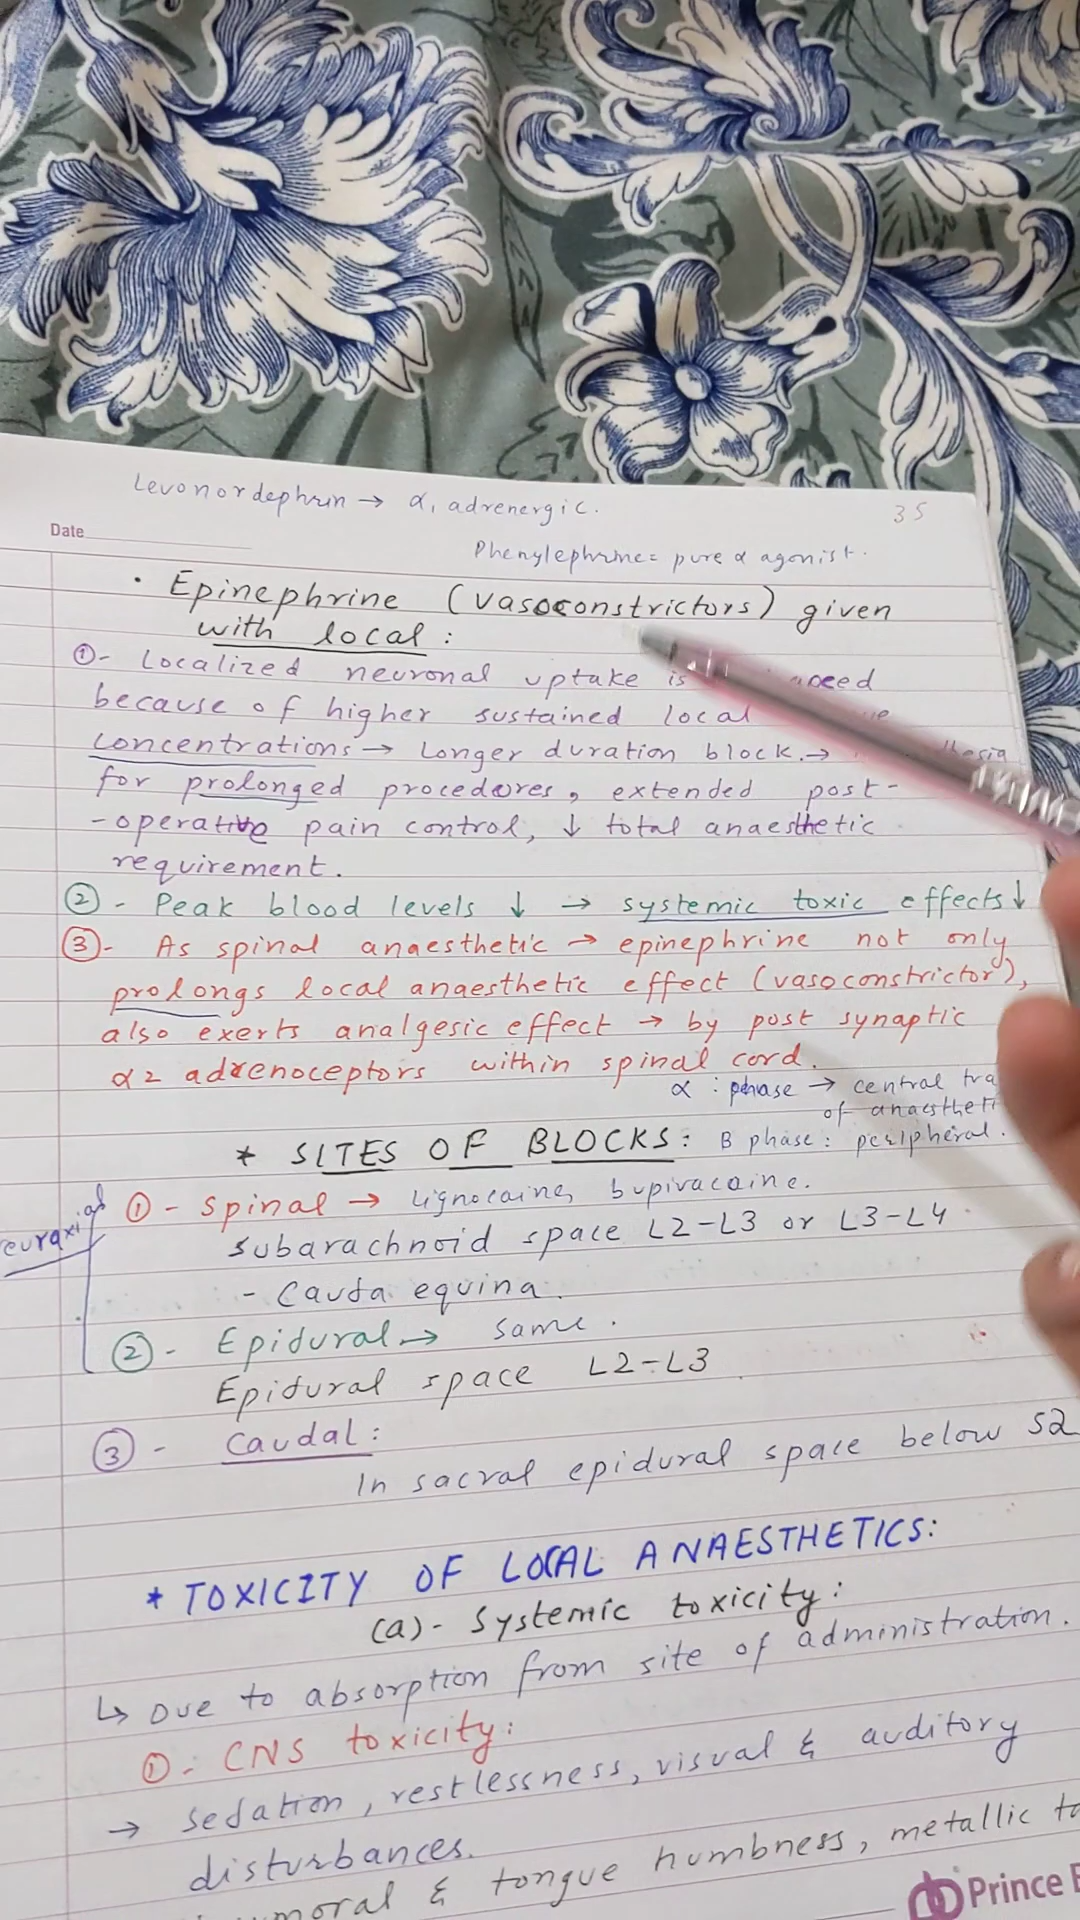 Levonordephrin → α1 adrenergic.
35
Date
Phenylephrine = pure α agonist.
• Epinephrine (vasoconstrictors) given
with local :
①- Localized neuronal uptake is
because of higher sustained local
concentrations → Longer duration block. →
for prolonged procedures, extended post-
-operative pain control, ↓ total anaesthetic
requirement.
②- Peak blood levels ↓ → systemic toxic effects ↓
③- As spinal anaesthetic → epinephrine not only
prolongs local anaesthetic effect (vasoconstrictor),
also exerts analgesic effect → by post synaptic
α2 adrenoceptors within spinal cord.
α : phase → central
of
* SITES OF BLOCKS : B phase : peripheral.
①- Spinal → Lignocaine, bupivacaine.
Subarachnoid space L2-L3 or L3-L4
- Cauda equina.
②- Epidural → same.
Epidural space L2-L3
③- Caudal :
In sacral epidural space below S2
* TOXICITY OF LOCAL ANAESTHETICS:
(a)- Systemic toxicity :
↳ Due to absorption from site of administration.
①- CNS toxicity :
→ Sedation, restlessness, visual & auditory
disturbances.
& tongue numbness, metallic
Prince